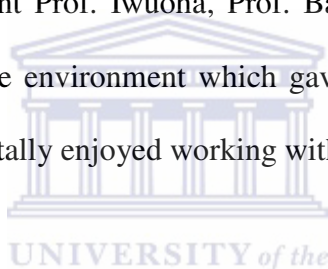 nt Prof. Iwuoha, Prof. Ba
e environment which gav
tally enjoyed working with
UNIVERSITY of the